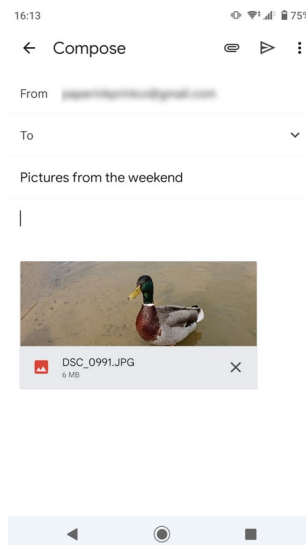 16:13
75%
Compose
From
To
Pictures from the weekend
DSC_0991.JPG
6 MB